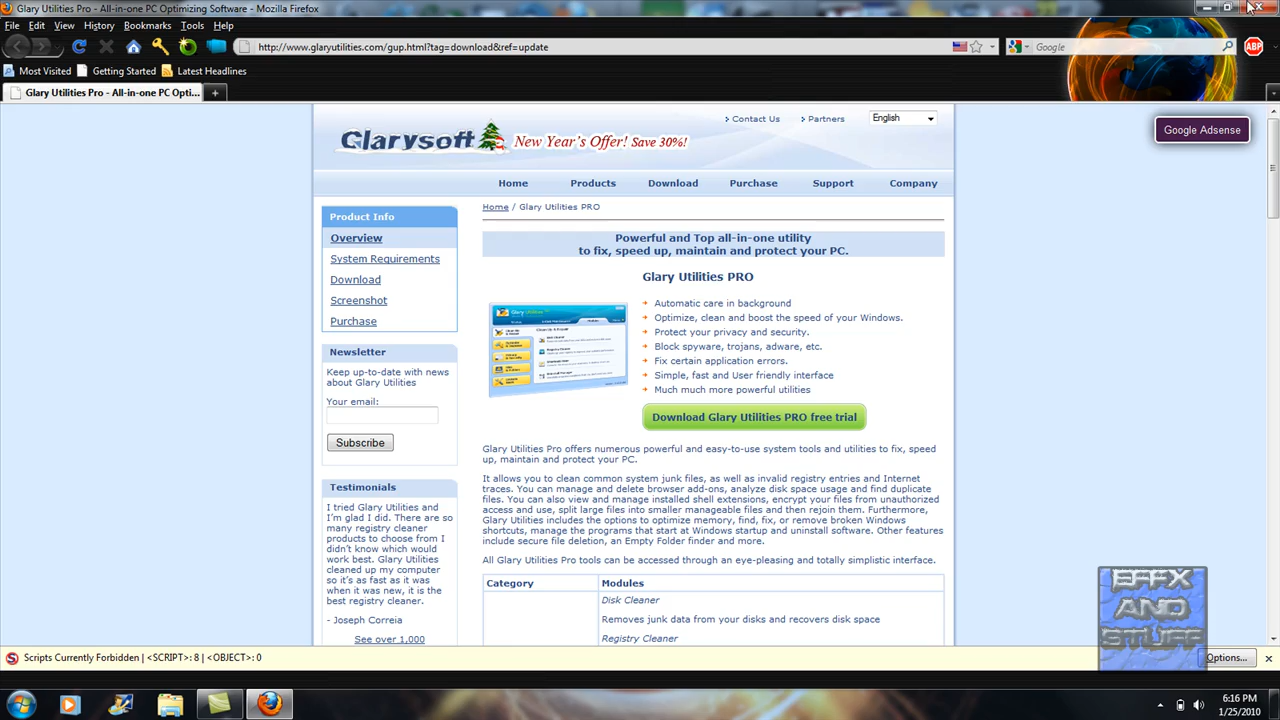 Glary Utilities Pro - All-in-one PC Optimizing Software - Mozilla Firefox
File Edit View History Bookmarks Tools Help
http://www.glaryutilities.com/gup.html?tag=download&ref=update
Google
ABP
Most Visited Getting Started Latest Headlines
Glary Utilities Pro - All-in-one PC Opti...
Contact Us Partners English
Google Adsense
Glarysoft New Year's Offer! Save 30%!
Home Products Download Purchase Support Company
Home / Glary Utilities PRO
Product Info
Overview
System Requirements
Download
Screenshot
Purchase
Newsletter
Keep up-to-date with news
about Glary Utilities
Your email:
Subscribe
Testimonials
I tried Glary Utilities and
I'm glad I did. There are so
many registry cleaner
products to choose from I
didn't know which would
work best. Glary Utilities
cleaned up my computer
so it's as fast as it was
when it was new, it is the
best registry cleaner.
- Joseph Correia
See over 1,000
Powerful and Top all-in-one utility
to fix, speed up, maintain and protect your PC.
Glary Utilities PRO
Automatic care in background
Optimize, clean and boost the speed of your Windows.
Protect your privacy and security.
Block spyware, trojans, adware, etc.
Fix certain application errors.
Simple, fast and User friendly interface
Much much more powerful utilities
Download Glary Utilities PRO free trial
Glary Utilities Pro offers numerous powerful and easy-to-use system tools and utilities to fix, speed
up, maintain and protect your PC.
It allows you to clean common system junk files, as well as invalid registry entries and Internet
traces. You can manage and delete browser add-ons, analyze disk space usage and find duplicate
files. You can also view and manage installed shell extensions, encrypt your files from unauthorized
access and use, split large files into smaller manageable files and then rejoin them. Furthermore,
Glary Utilities includes the options to optimize memory, find, fix, or remove broken Windows
shortcuts, manage the programs that start at Windows startup and uninstall software. Other features
include secure file deletion, an Empty Folder finder and more.
All Glary Utilities Pro tools can be accessed through an eye-pleasing and totally simplistic interface.
Category Modules
Disk Cleaner
Removes junk data from your disks and recovers disk space
Registry Cleaner
EFFX
AND
STUFF
Scripts Currently Forbidden | <SCRIPT>: 8 | <OBJECT>: 0
Options...
6:16 PM
1/25/2010